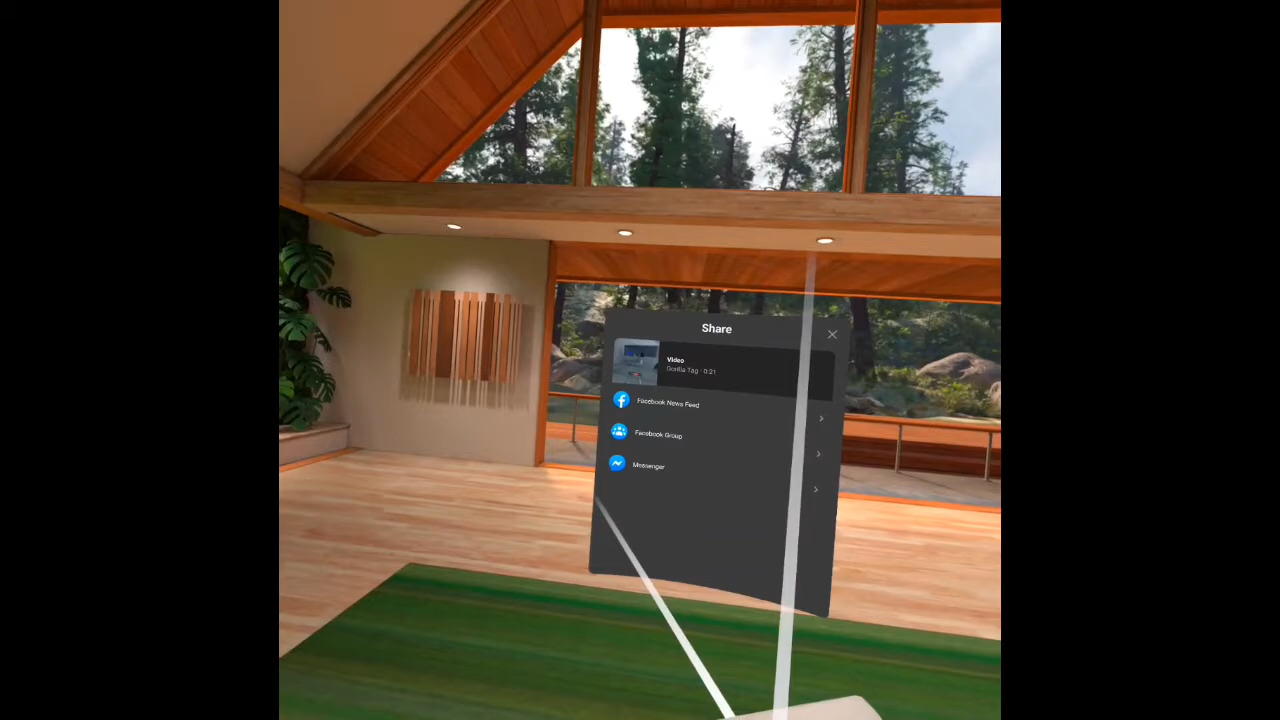 Share
Video
Gorilla Tag · 0:21
Facebook News Feed
Facebook Group
Messenger